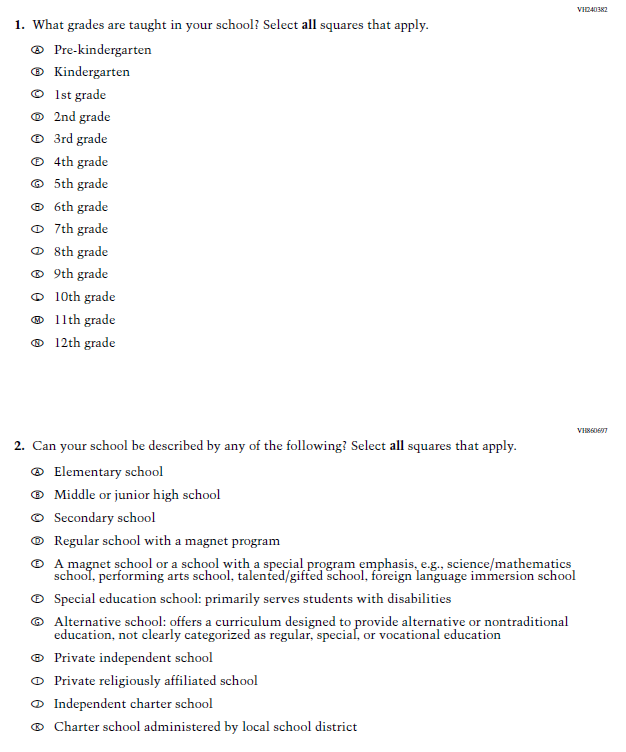 VH240382
1. What grades are taught in your school? Select all squares that apply.
Ⓐ Pre-kindergarten
Ⓑ Kindergarten
Ⓒ 1st grade
Ⓓ 2nd grade
Ⓔ 3rd grade
Ⓕ 4th grade
Ⓖ 5th grade
Ⓗ 6th grade
Ⓘ 7th grade
Ⓙ 8th grade
Ⓚ 9th grade
Ⓛ 10th grade
Ⓜ 11th grade
Ⓝ 12th grade
VH860697
2. Can your school be described by any of the following? Select all squares that apply.
Ⓐ Elementary school
Ⓑ Middle or junior high school
Ⓒ Secondary school
Ⓓ Regular school with a magnet program
Ⓔ A magnet school or a school with a special program emphasis, e.g., science/mathematics
school, performing arts school, talented/gifted school, foreign language immersion school
Ⓕ Special education school: primarily serves students with disabilities
Ⓖ Alternative school: offers a curriculum designed to provide alternative or nontraditional
education, not clearly categorized as regular, special, or vocational education
Ⓗ Private independent school
Ⓘ Private religiously affiliated school
Ⓙ Independent charter school
Ⓚ Charter school administered by local school district